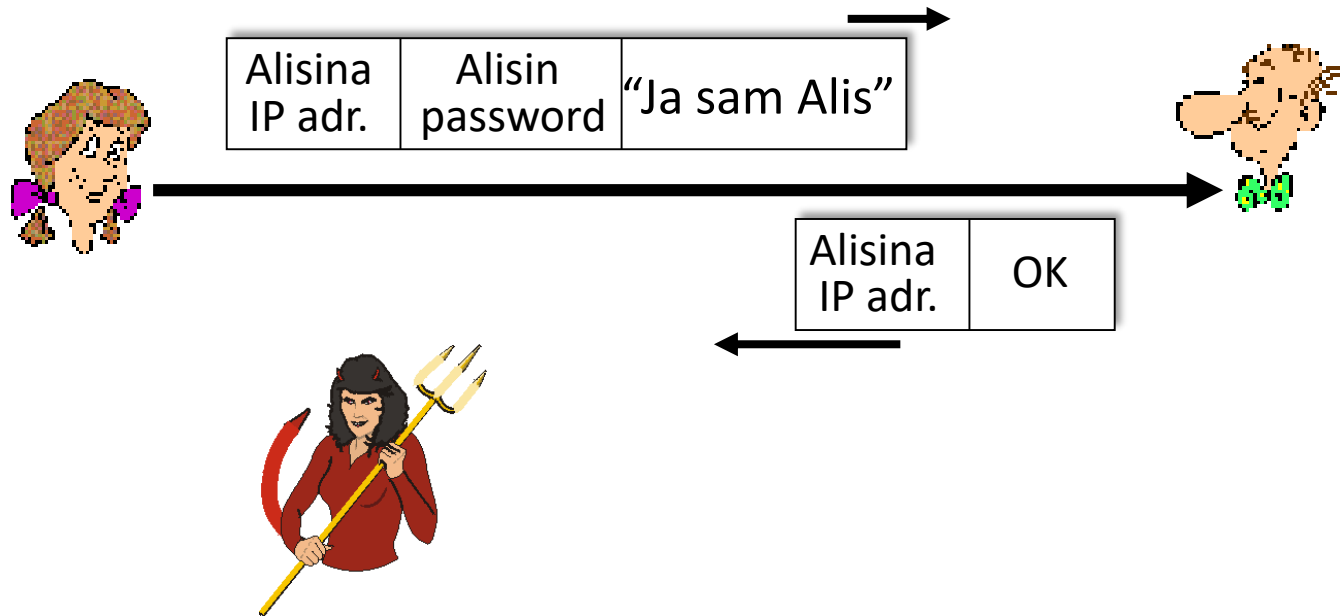 Alisina
IP adr.
Alisin
password
“Ja sam Alis”
Alisina
IP adr.
OK